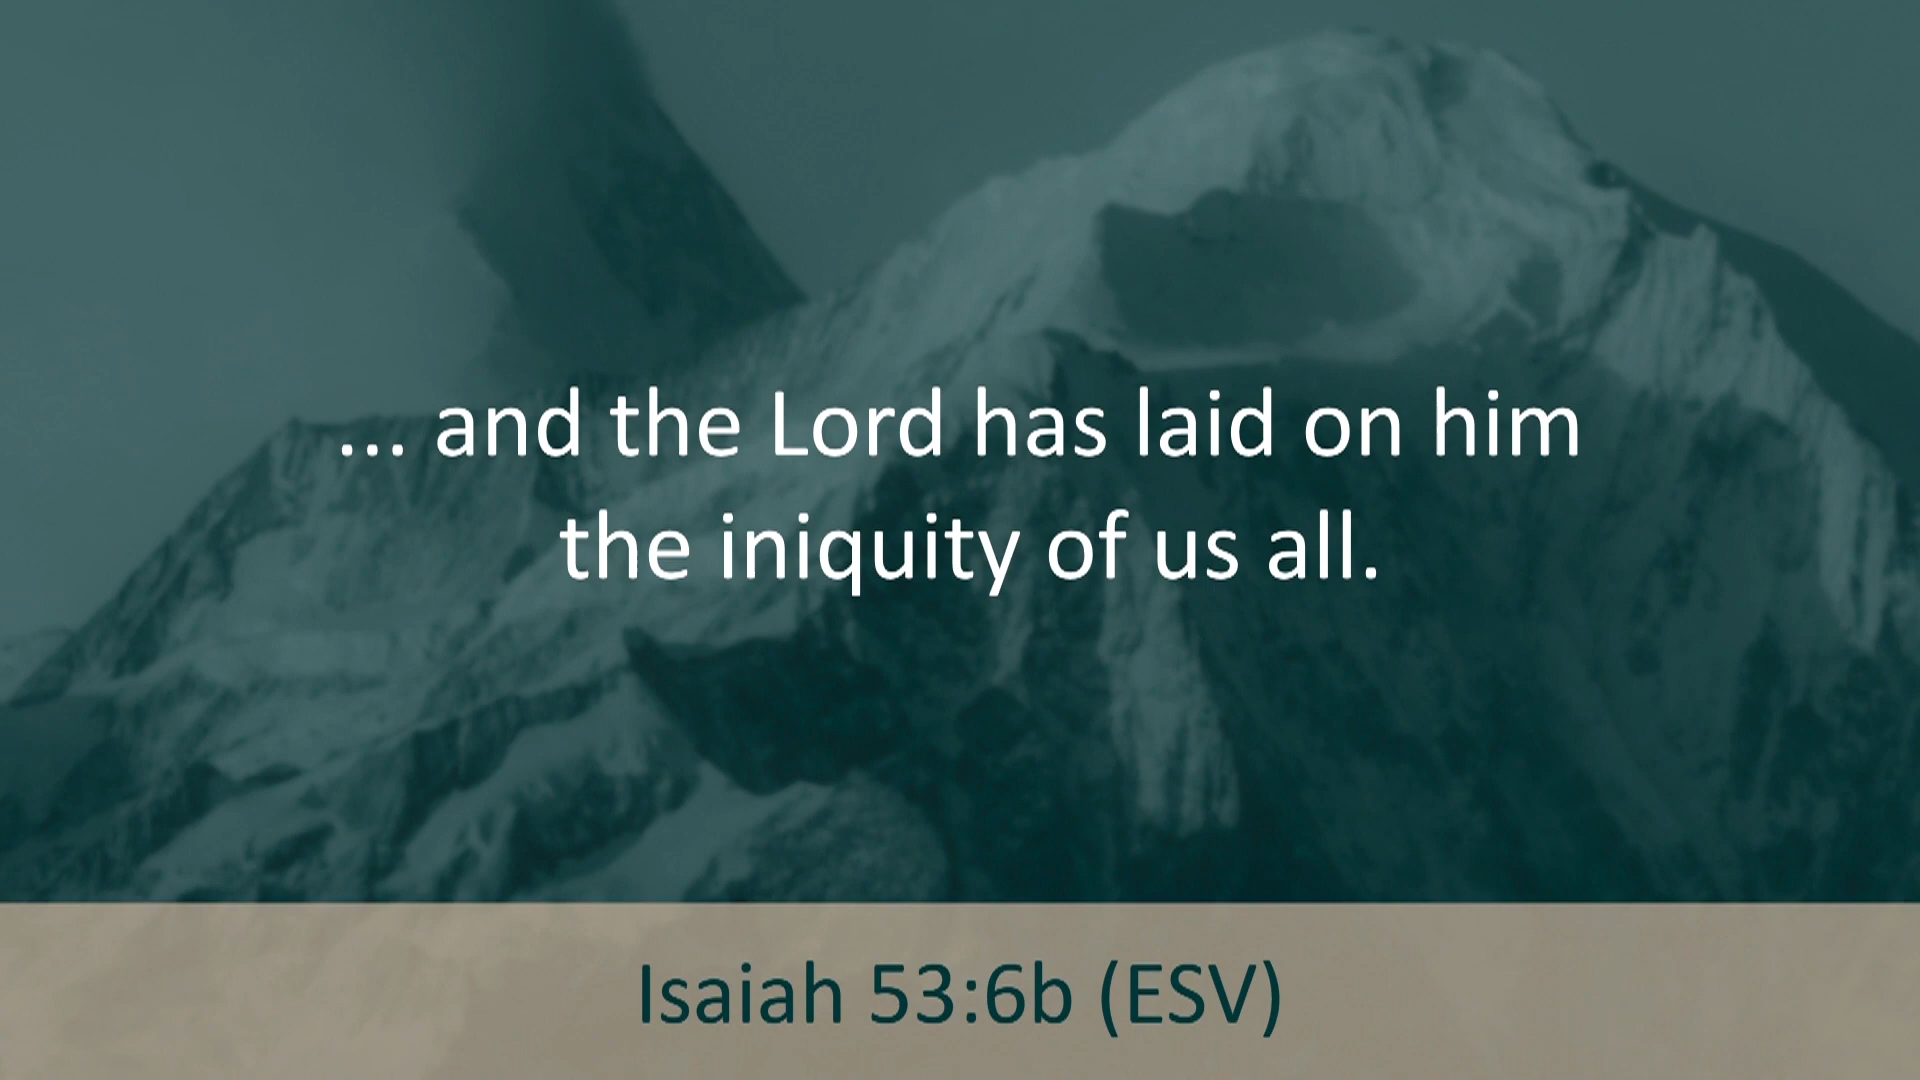 ... and the Lord has laid on him
the iniquity of us all.
Isaiah 53:6b (ESV)